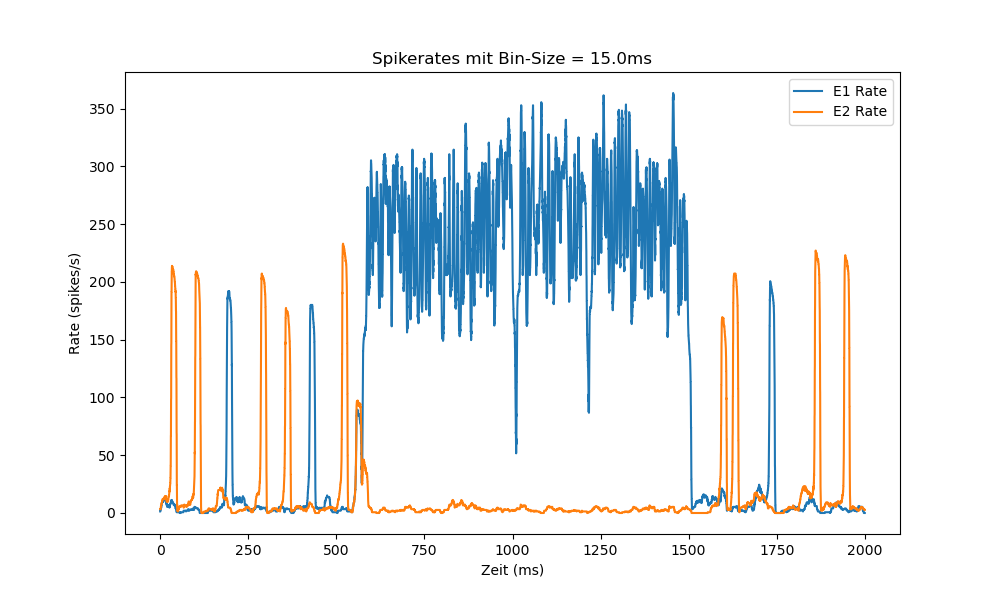 Spikerates mit Bin-Size = 15.0ms
E1 Rate
E2 Rate
Rate (spikes/s)
350
300
250
200
150
100
50
0
0 250 500 750 1000 1250 1500 1750 2000
Zeit (ms)